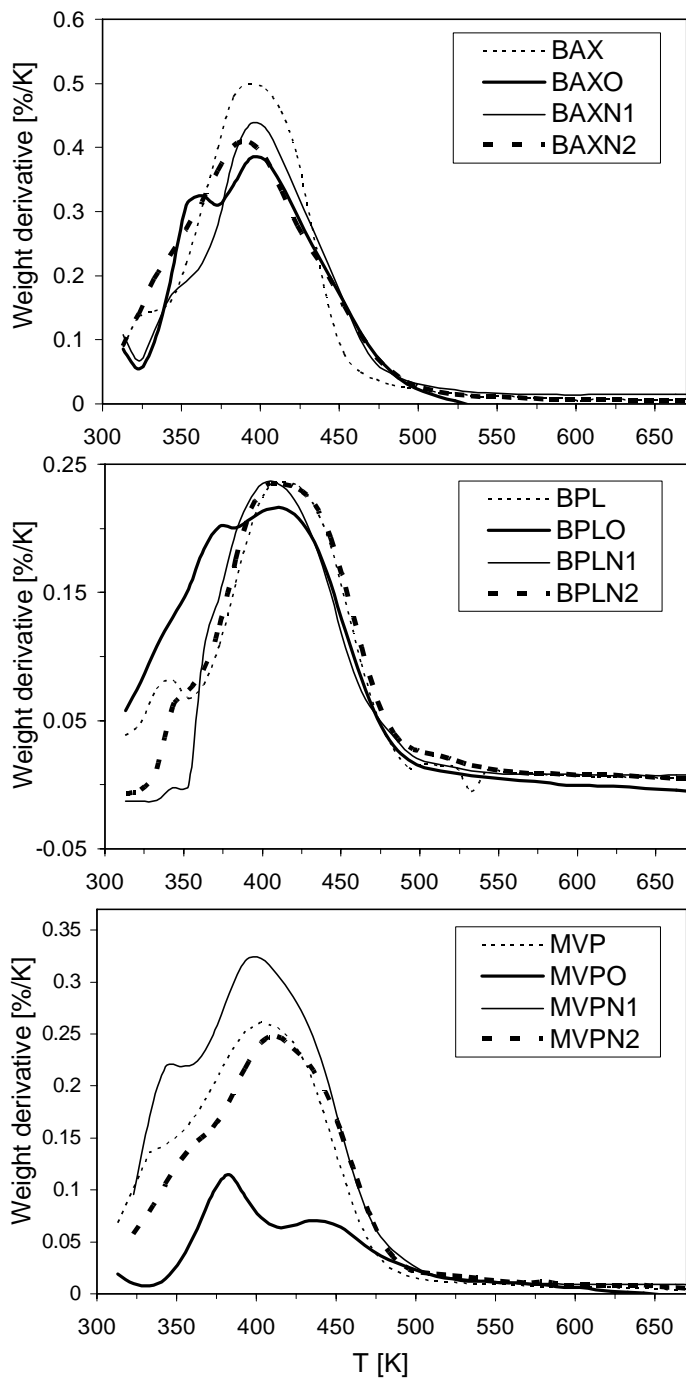 0.6
0.5
0.4
0.3
0.2
0.1
0
Weight derivative [%/K]
BAX
BAXO
BAXN1
BAXN2
300 350 400 450 500 550 600 650
0.25
0.15
0.05
-0.05
Weight derivative [%/K]
BPL
BPLO
BPLN1
BPLN2
300 350 400 450 500 550 600 650
0.35
0.3
0.25
0.2
0.15
0.1
0.05
0
Weight derivative [%/K]
MVP
MVPO
MVPN1
MVPN2
300 350 400 450 500 550 600 650
T [K]